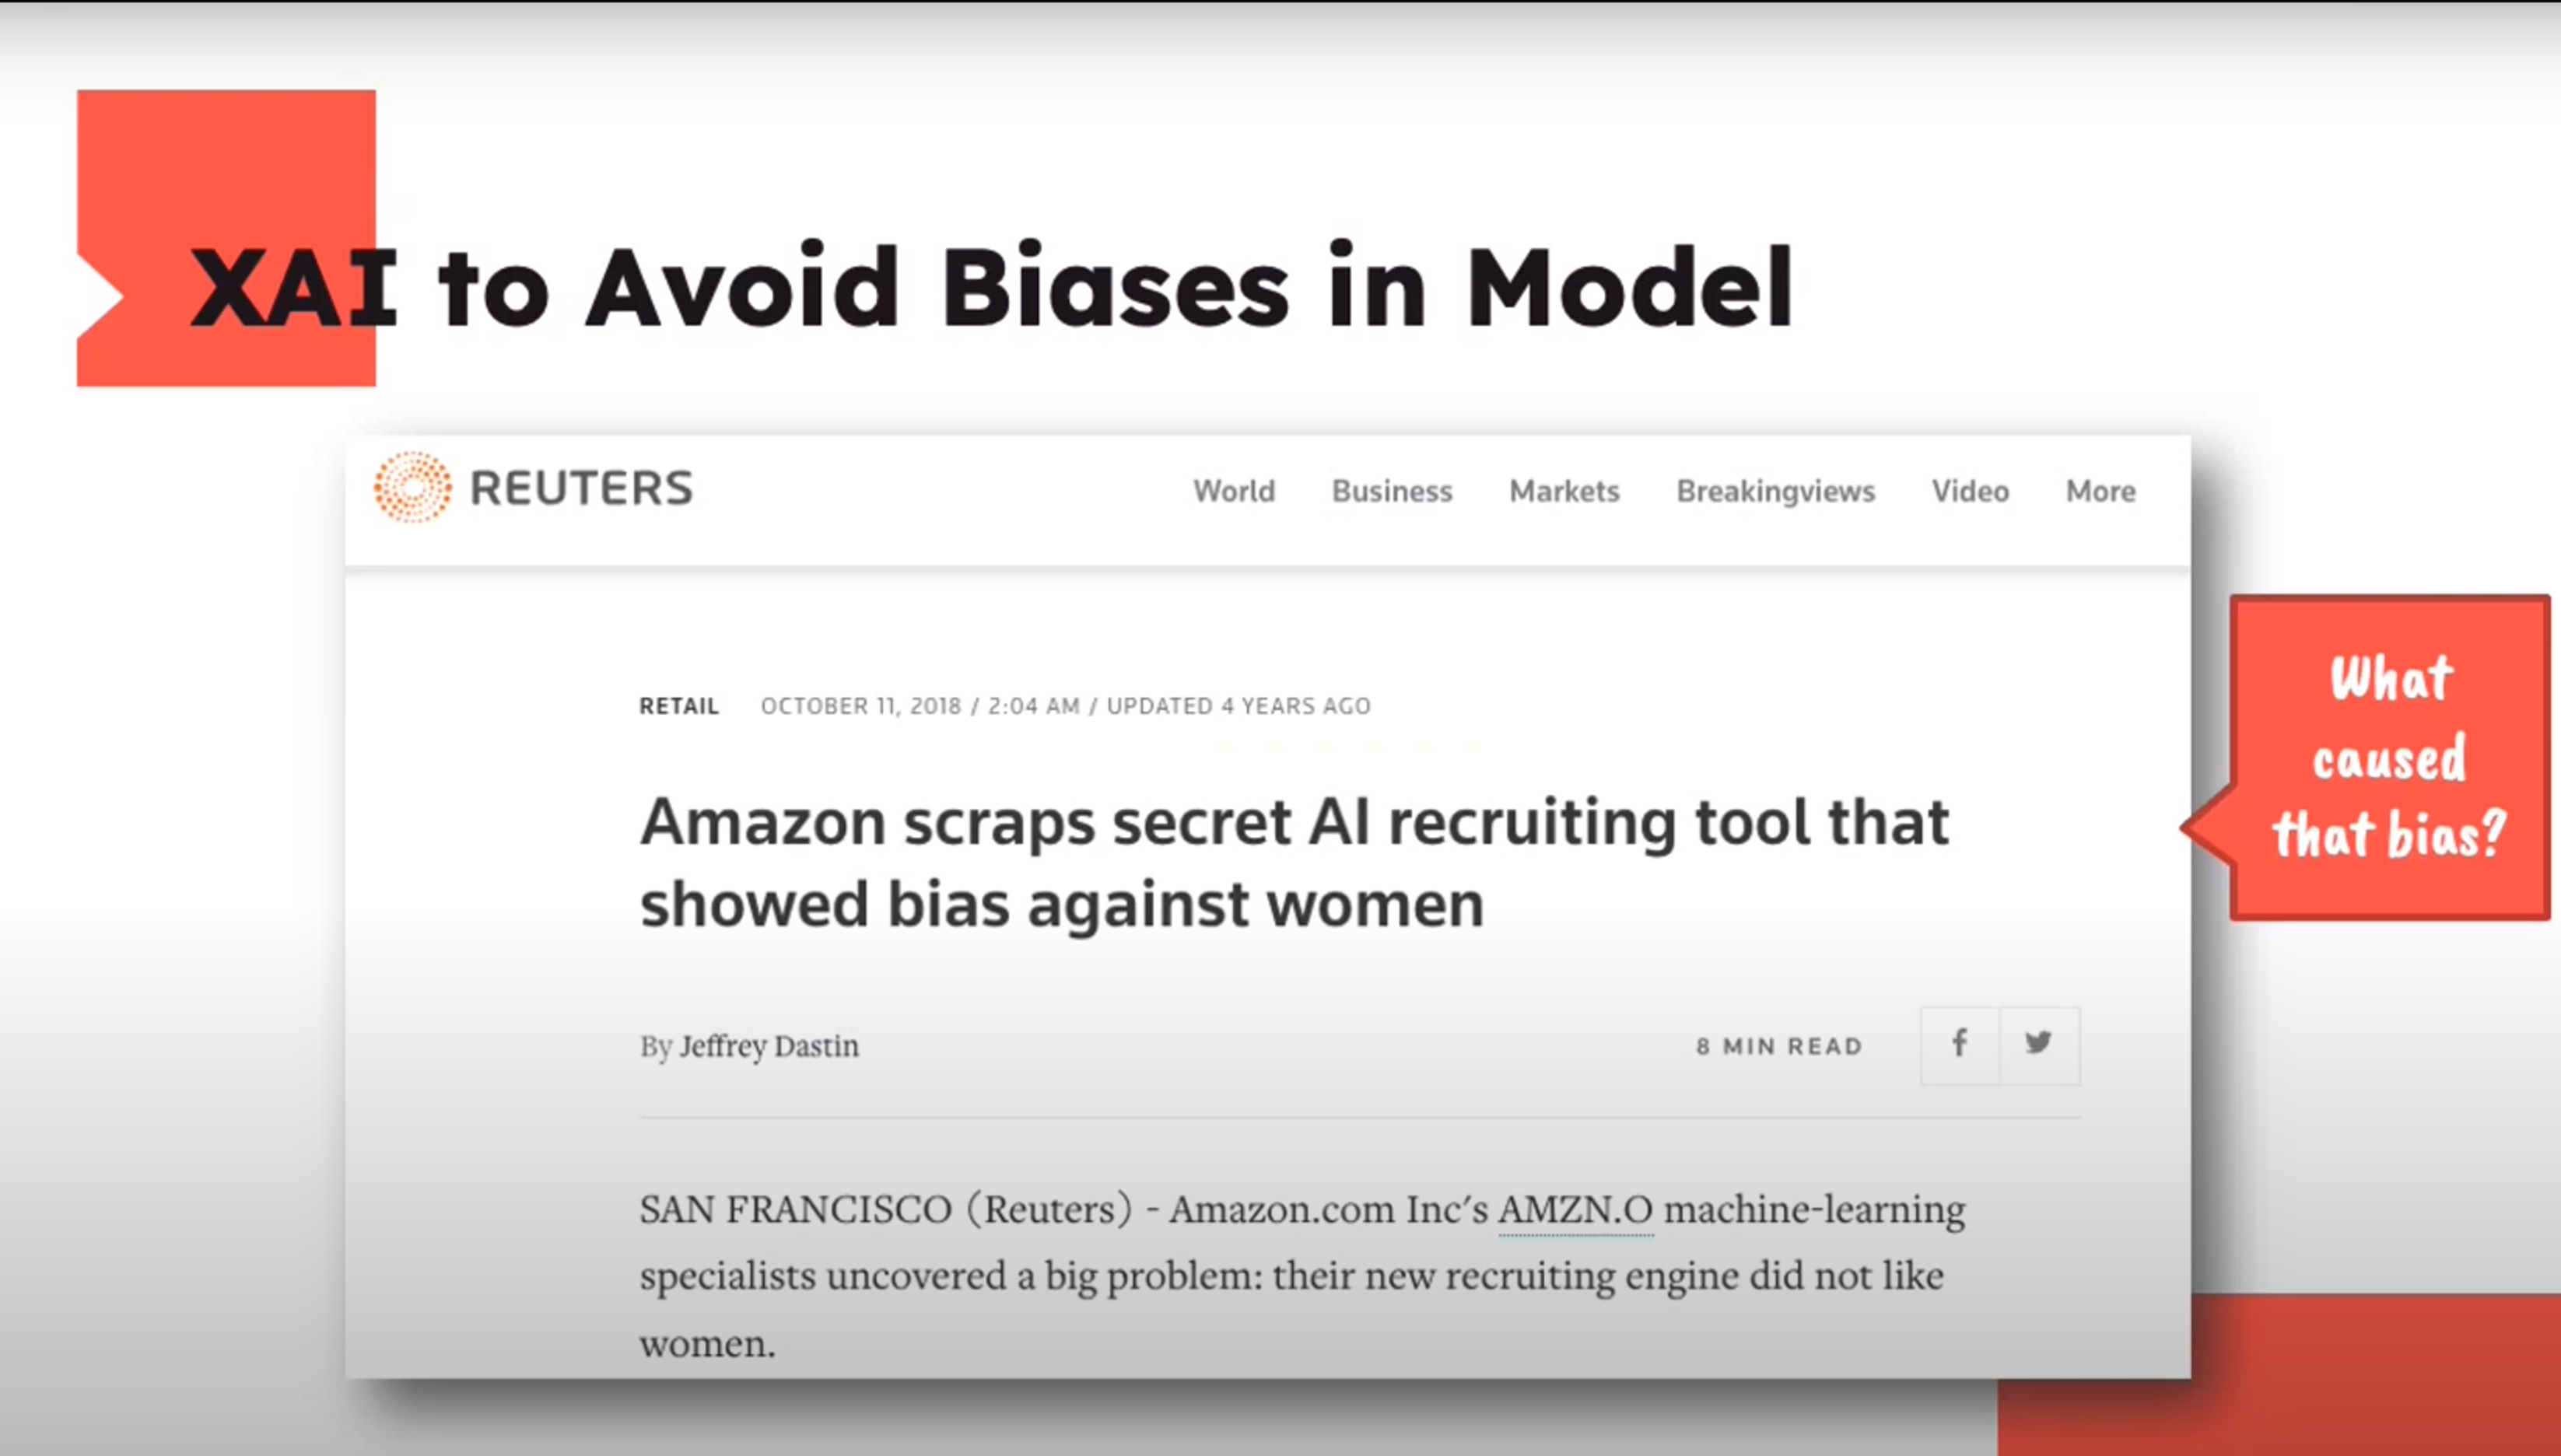 XAI to Avoid Biases in Model
REUTERS
World Business Markets Breakingviews Video More
RETAIL OCTOBER 11, 2018 / 2:04 AM / UPDATED 4 YEARS AGO
Amazon scraps secret AI recruiting tool that
showed bias against women
By Jeffrey Dastin
8 MIN READ
SAN FRANCISCO (Reuters) - Amazon.com Inc's AMZN.O machine-learning
specialists uncovered a big problem: their new recruiting engine did not like
women.
What
caused
that bias?